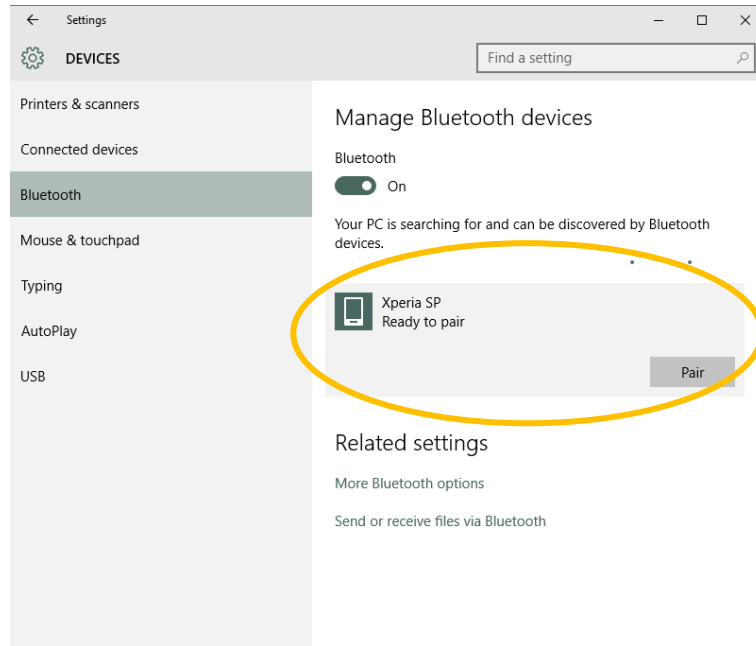 Settings
DEVICES
Find a setting
Printers & scanners
Connected devices
Bluetooth
Mouse & touchpad
Typing
AutoPlay
USB
Manage Bluetooth devices
Bluetooth
On
Your PC is searching for and can be discovered by Bluetooth
devices.
Xperia SP
Ready to pair
Pair
Related settings
More Bluetooth options
Send or receive files via Bluetooth